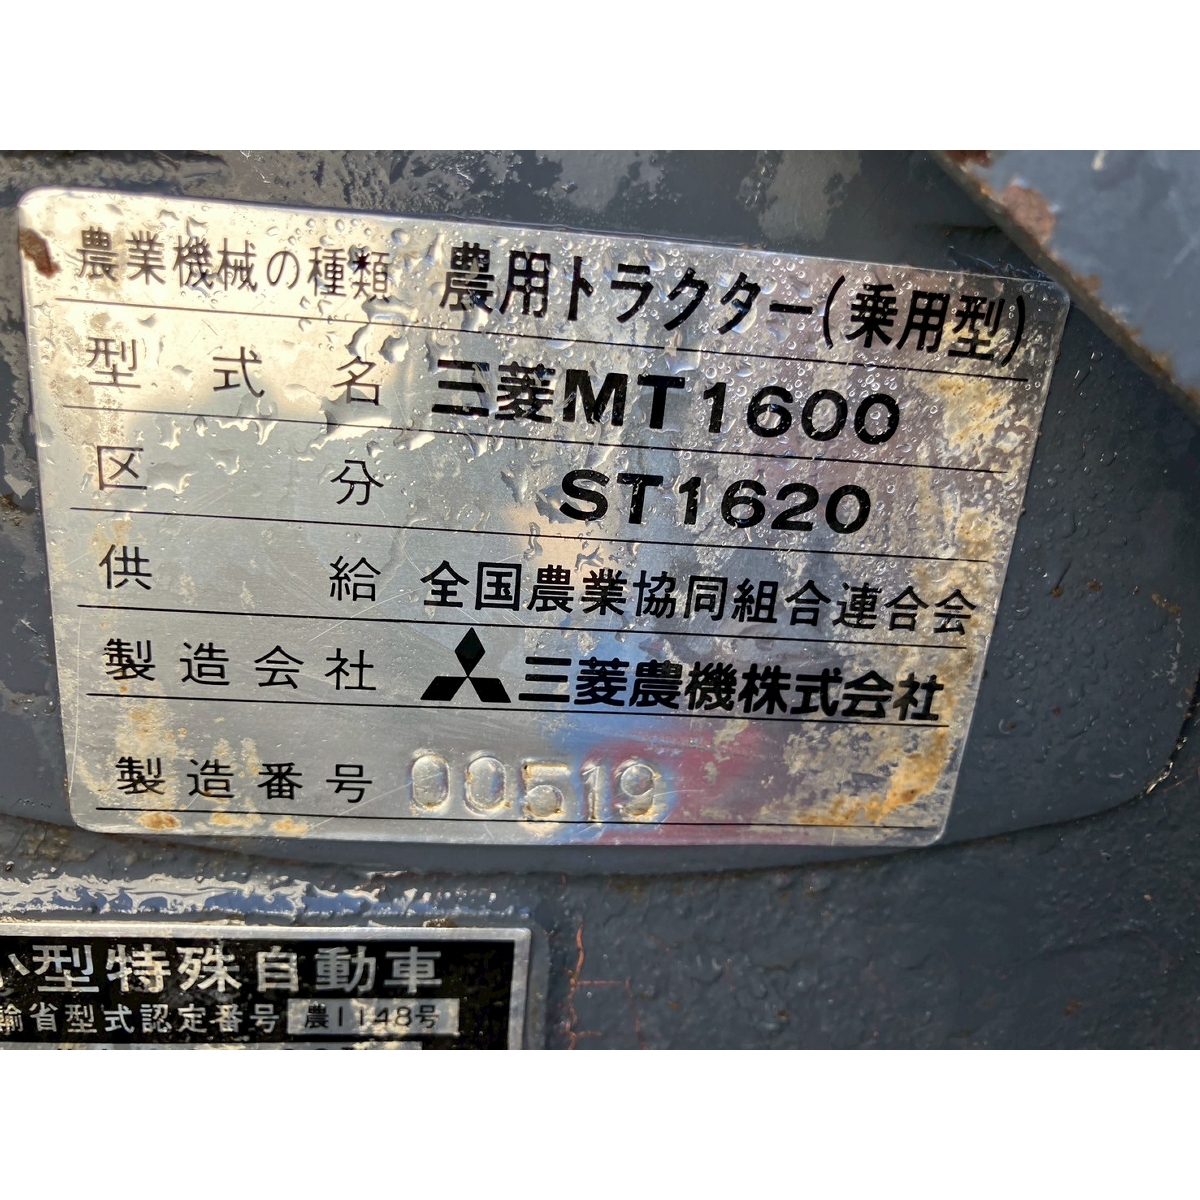 農業機械の種類 農用トラクター(乗用型)
型式名 三菱MT1600
区分 ST1620
供給 全国農業協同組合連合会
製造会社 三菱農機株式会社
製造番号 00519
小型特殊自動車
輸省型式認定番号 農1148号